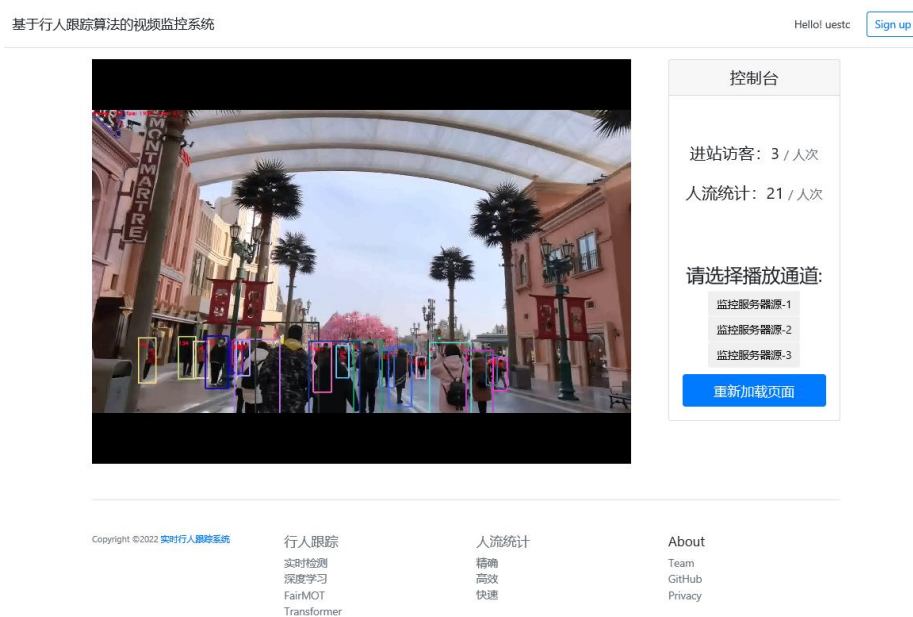 基于行人跟踪算法的视频监控系统
Hello! uestc
Sign up
MONTMARTRE
控制台
进站访客：3 / 人次
人流统计：21 / 人次
请选择播放通道:
监控服务器源-1
监控服务器源-2
监控服务器源-3
重新加载页面
Copyright ©2022 实时行人跟踪系统
行人跟踪
实时检测
深度学习
FairMOT
Transformer
人流统计
精确
高效
快速
About
Team
GitHub
Privacy